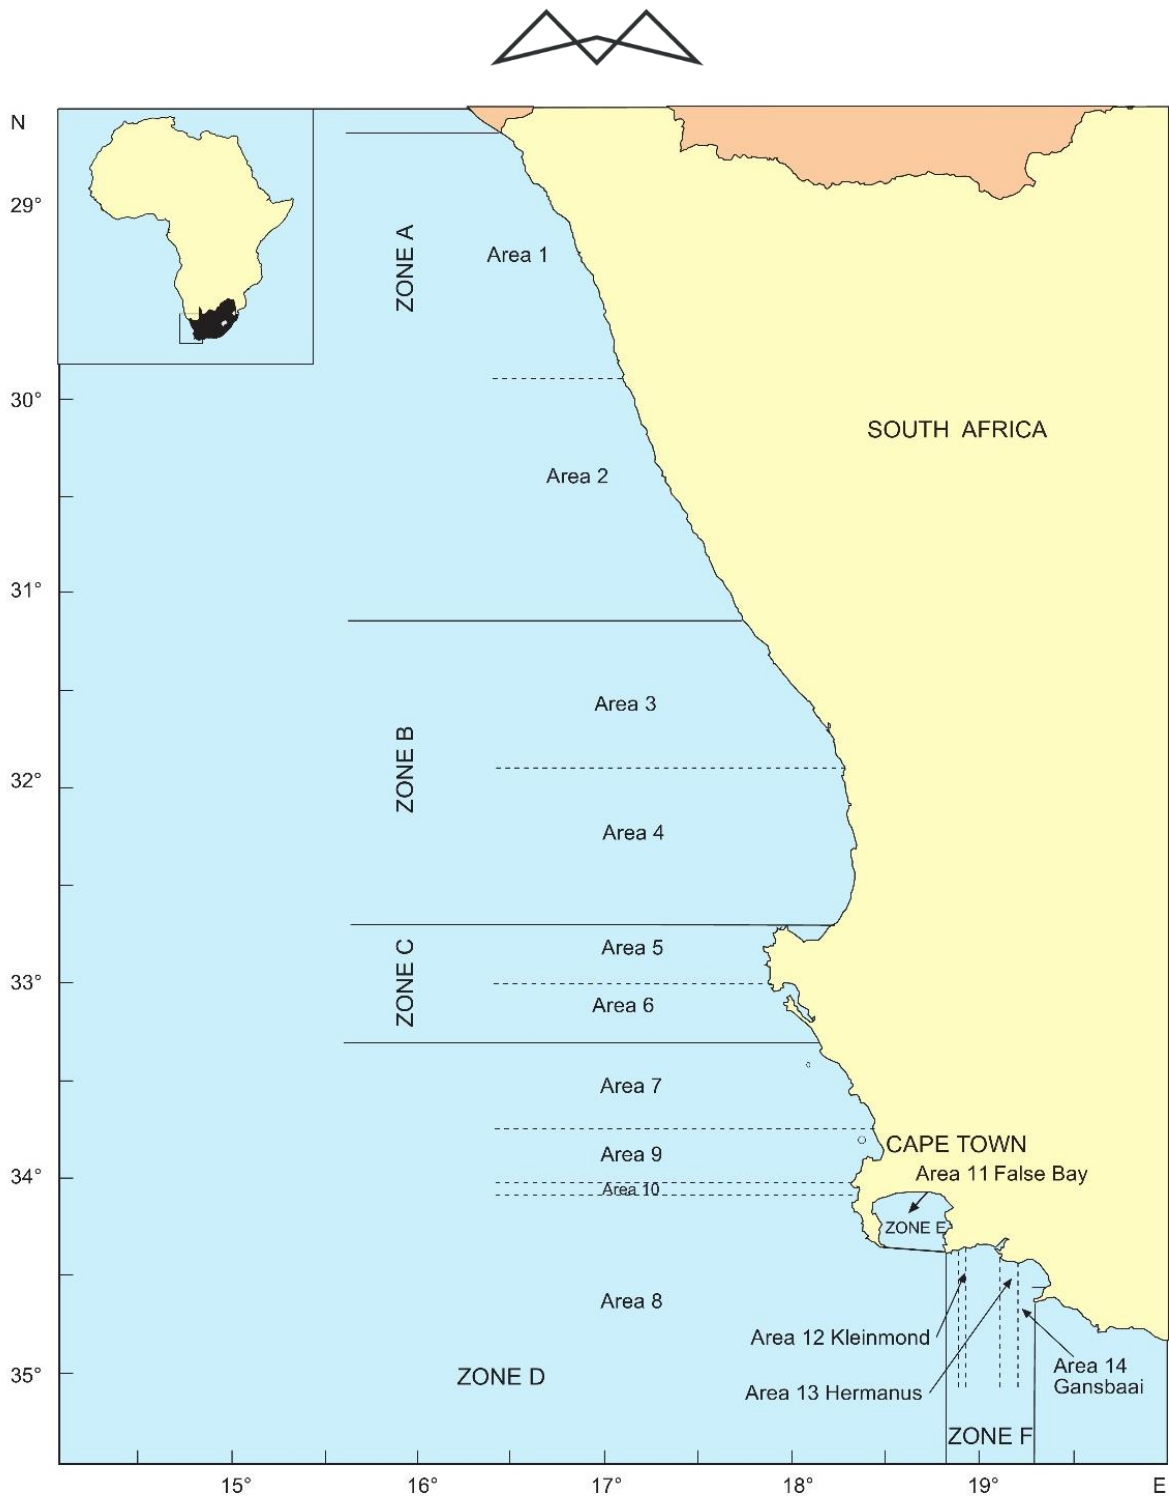 N
29°
ZONE A
Area 1
30°
SOUTH AFRICA
Area 2
31°
Area 3
ZONE B
32°
Area 4
Area 5
ZONE C
33°
Area 6
Area 7
CAPE TOWN
Area 9
Area 11 False Bay
34°
Area 10
ZONE E
Area 8
Area 12 Kleinmond
Area 14
Gansbaai
35°
ZONE D
Area 13 Hermanus
ZONE F
15°
16°
17°
18°
19°
E